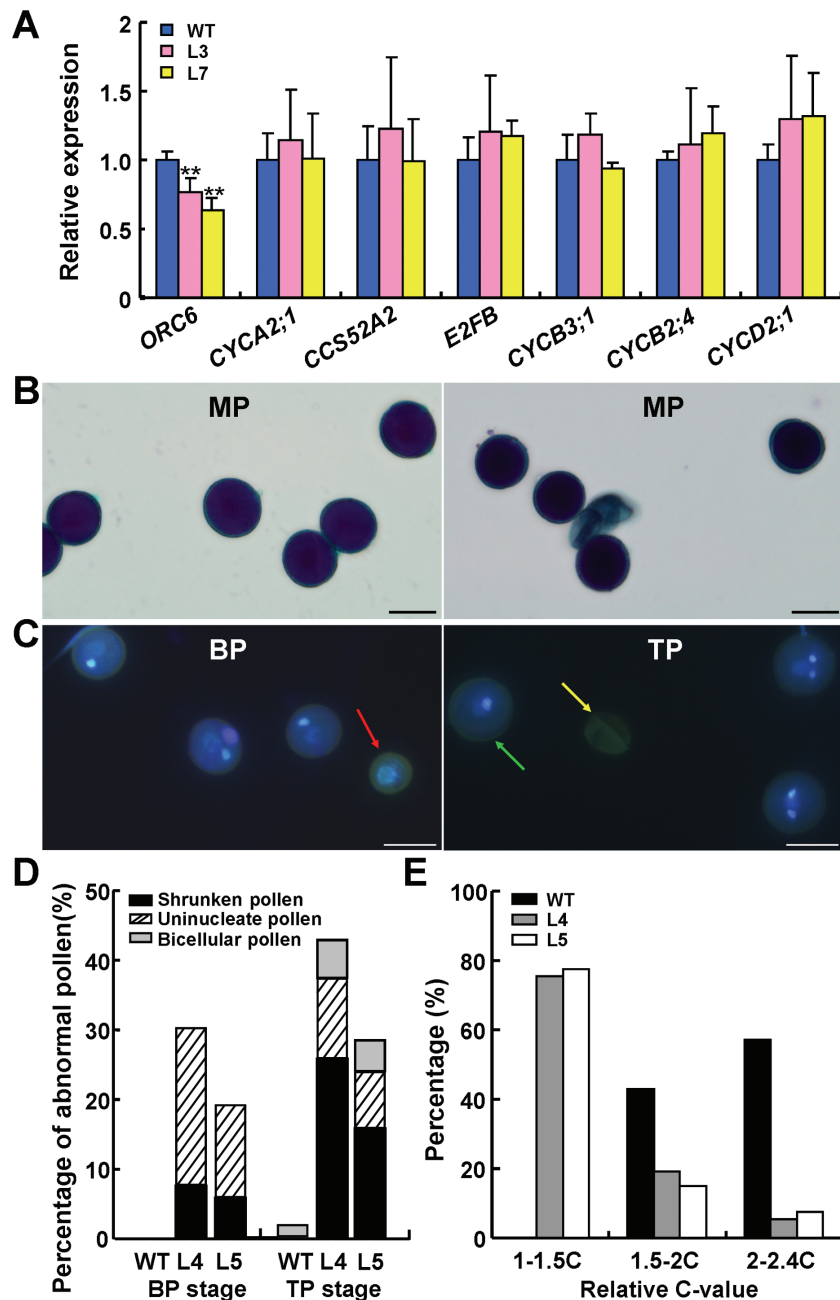 A
Relative expression
2
1.5
1.0
0.5
0
WT
L3
L7
**
**
ORC6
CYCA2;1
CCS52A2
E2FB
CYCB3;1
CYCB2;4
CYCD2;1
B
MP
MP
C
BP
TP
D
Percentage of abnormal pollen(%)
50
40
30
20
10
0
Shrunken pollen
Uninucleate pollen
Bicellular pollen
WT L4 L5 WT L4 L5
BP stage TP stage
E
Percentage (%)
100
80
60
40
20
0
WT
L4
L5
1-1.5C 1.5-2C 2-2.4C
Relative C-value